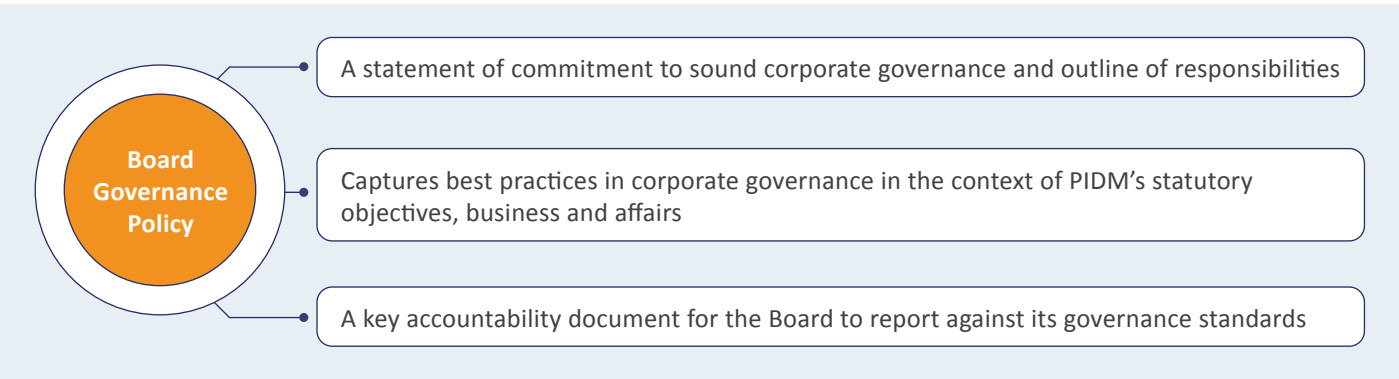 Board
Governance
Policy
A statement of commitment to sound corporate governance and outline of responsibilities
Captures best practices in corporate governance in the context of PIDM’s statutory
objectives, business and affairs
A key accountability document for the Board to report against its governance standards